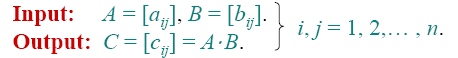 Input: A = [aij], B = [bij]. } i, j = 1, 2,… , n.
Output: C = [cij] = A·B.